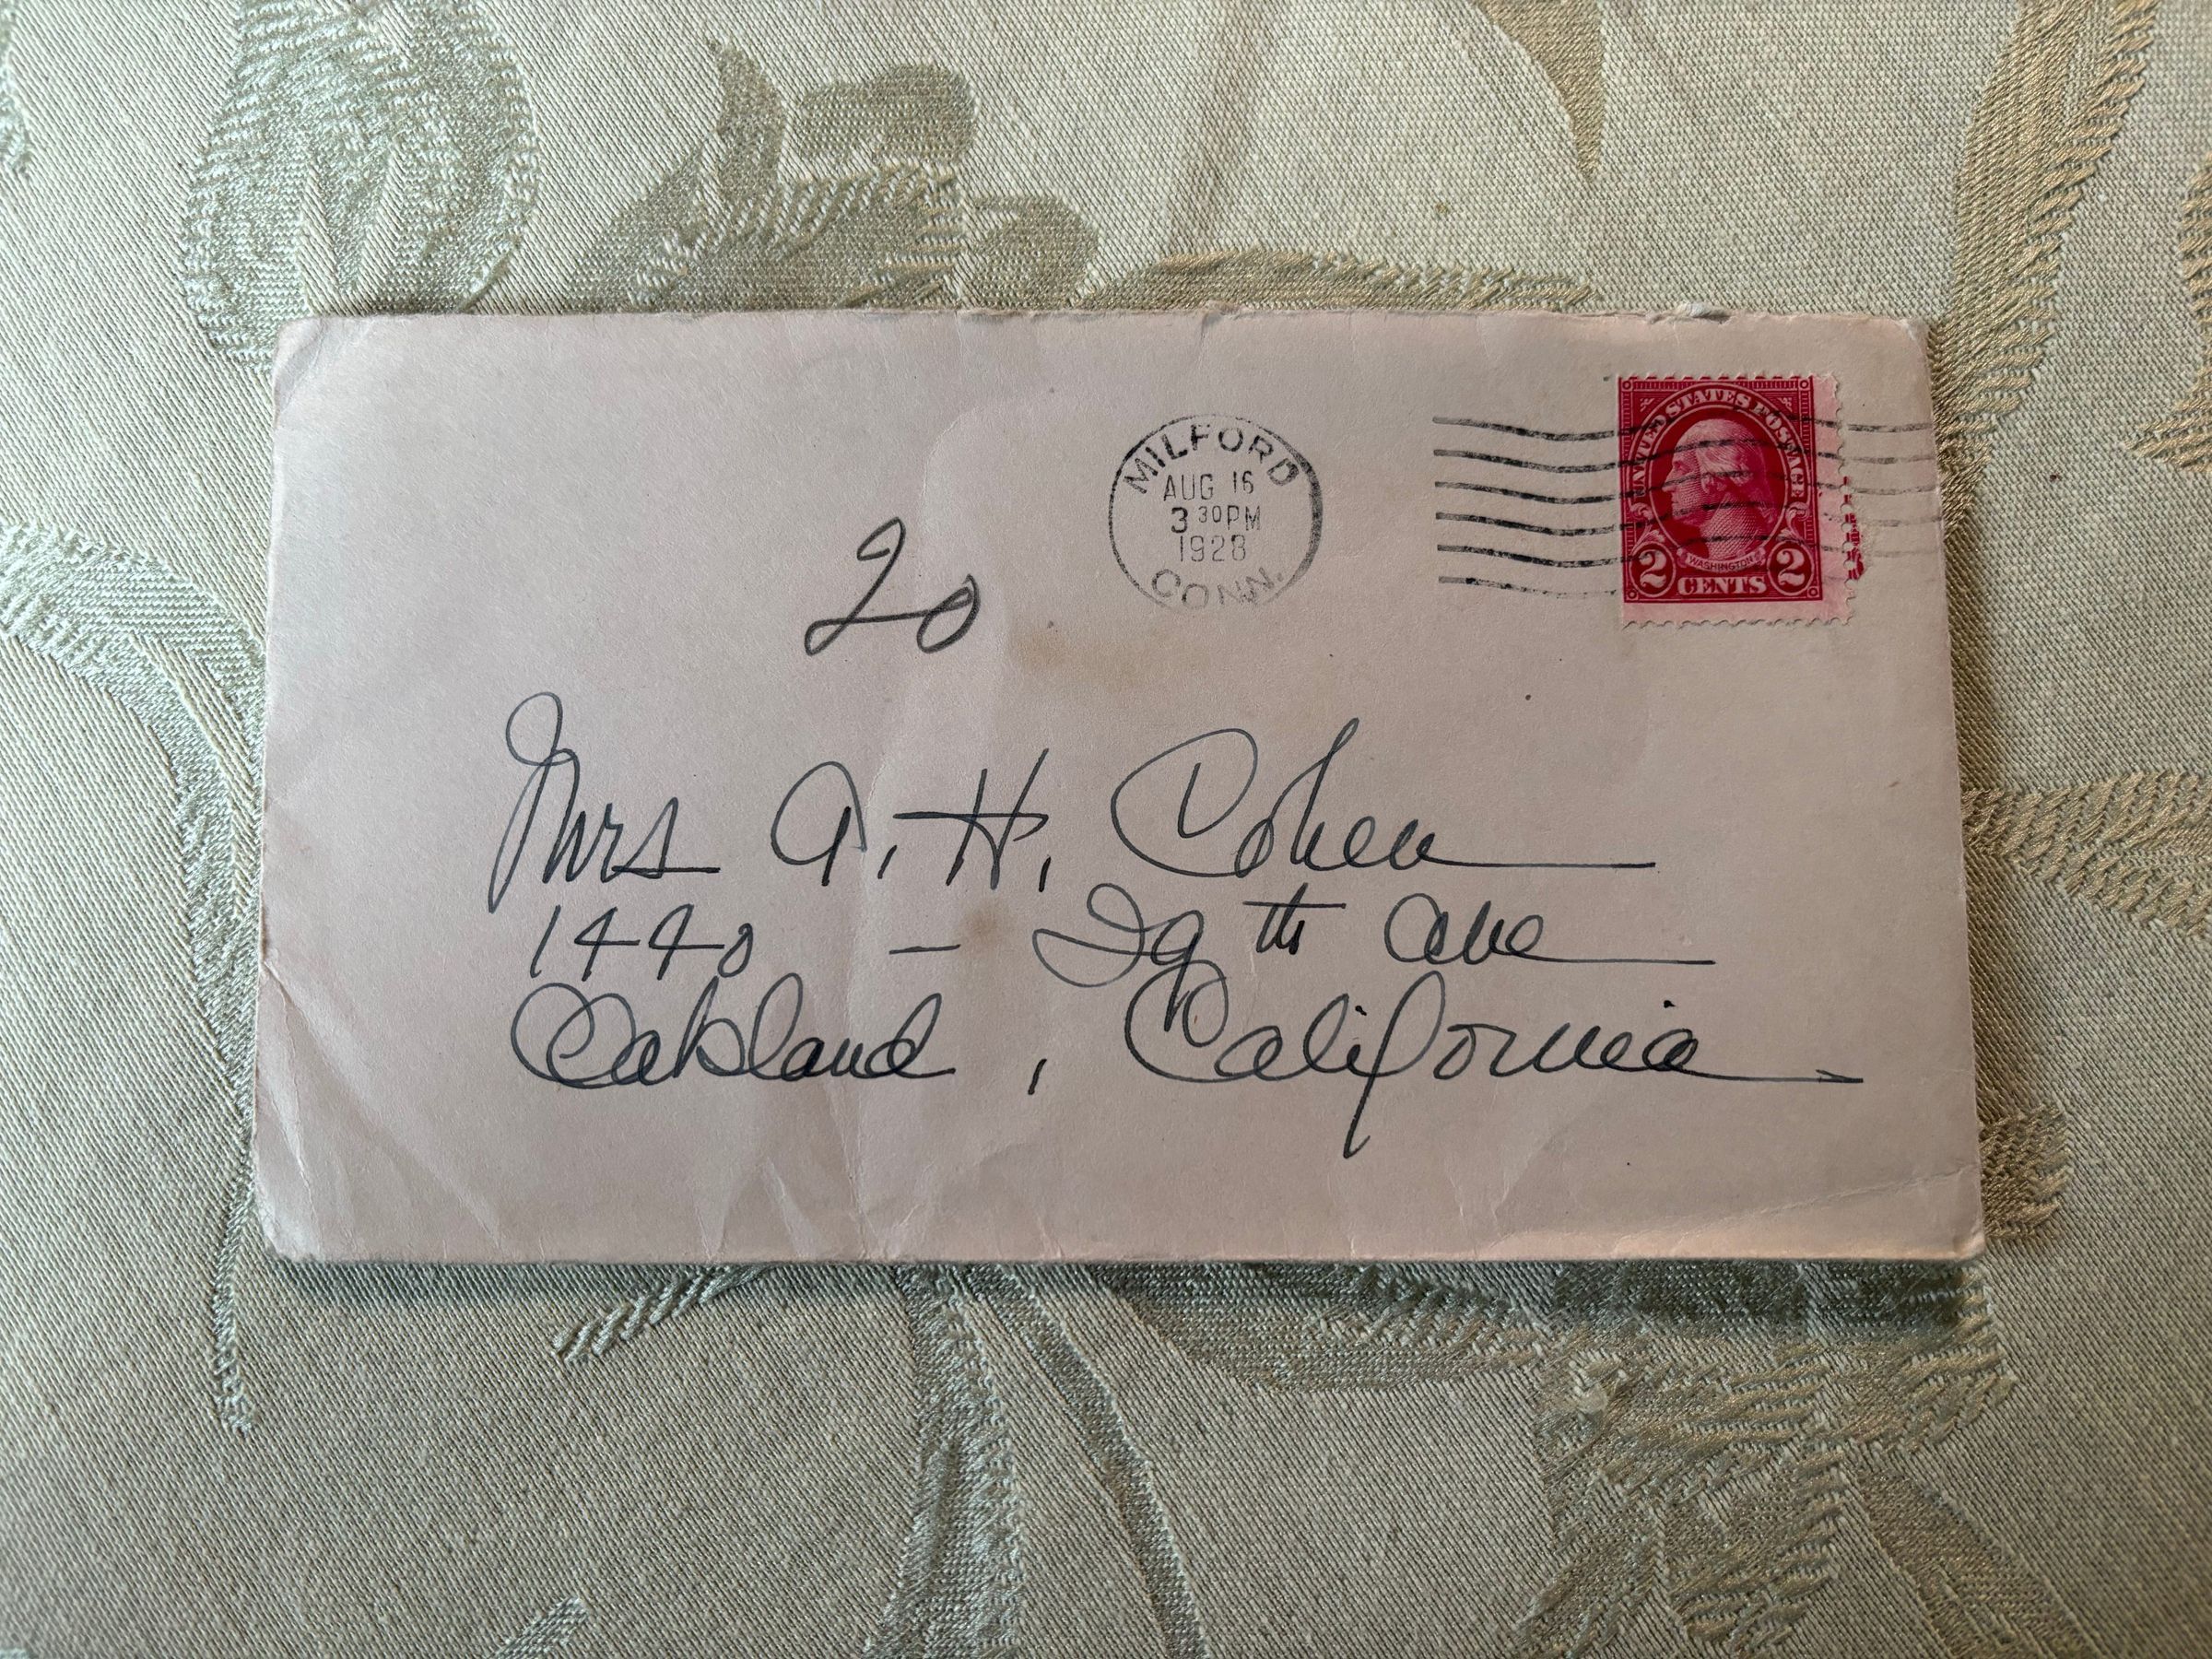 MILFORD
AUG 16
3 30 PM
1928
CONN.
UNITED STATES POSTAGE
WASHINGTON
2 CENTS 2
20
Mrs A. H. Cohen
1440 - 29th Ave
Oakland, California